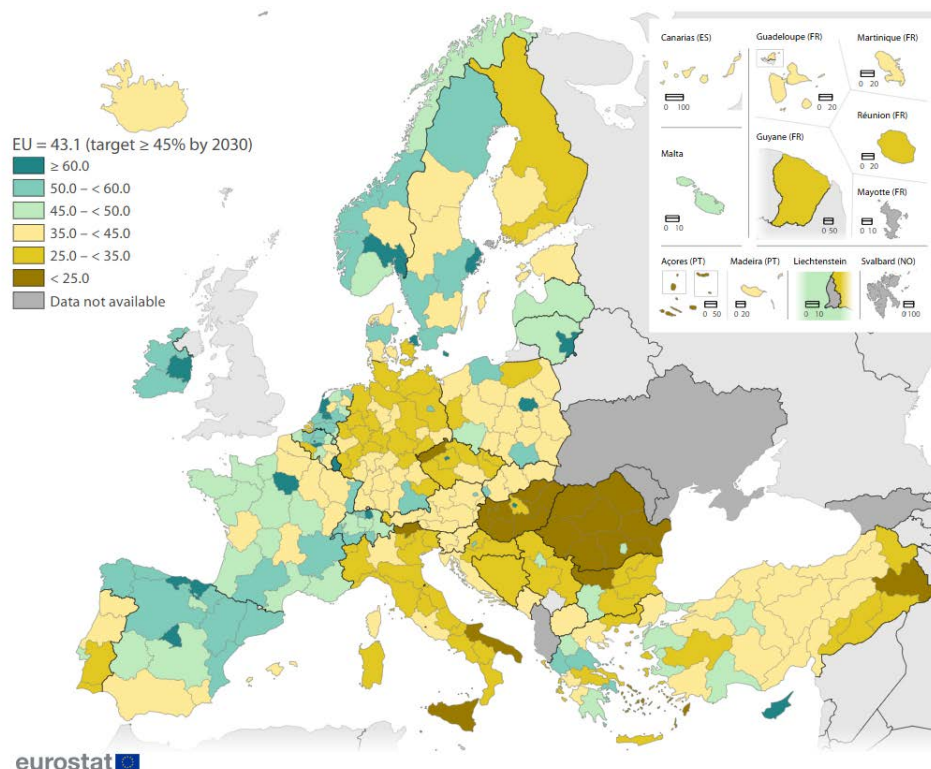 EU = 43.1 (target ≥ 45% by 2030)
≥ 60.0
50.0 – < 60.0
45.0 – < 50.0
35.0 – < 45.0
25.0 – < 35.0
< 25.0
Data not available
Canarias (ES)
0 100
Guadeloupe (FR)
0 20
Martinique (FR)
0 20
Malta
0 10
Guyane (FR)
0 50
Réunion (FR)
0 20
Mayotte (FR)
0 10
Açores (PT)
0 50
Madeira (PT)
0 20
Liechtenstein
0 10
Svalbard (NO)
0 100
eurostat